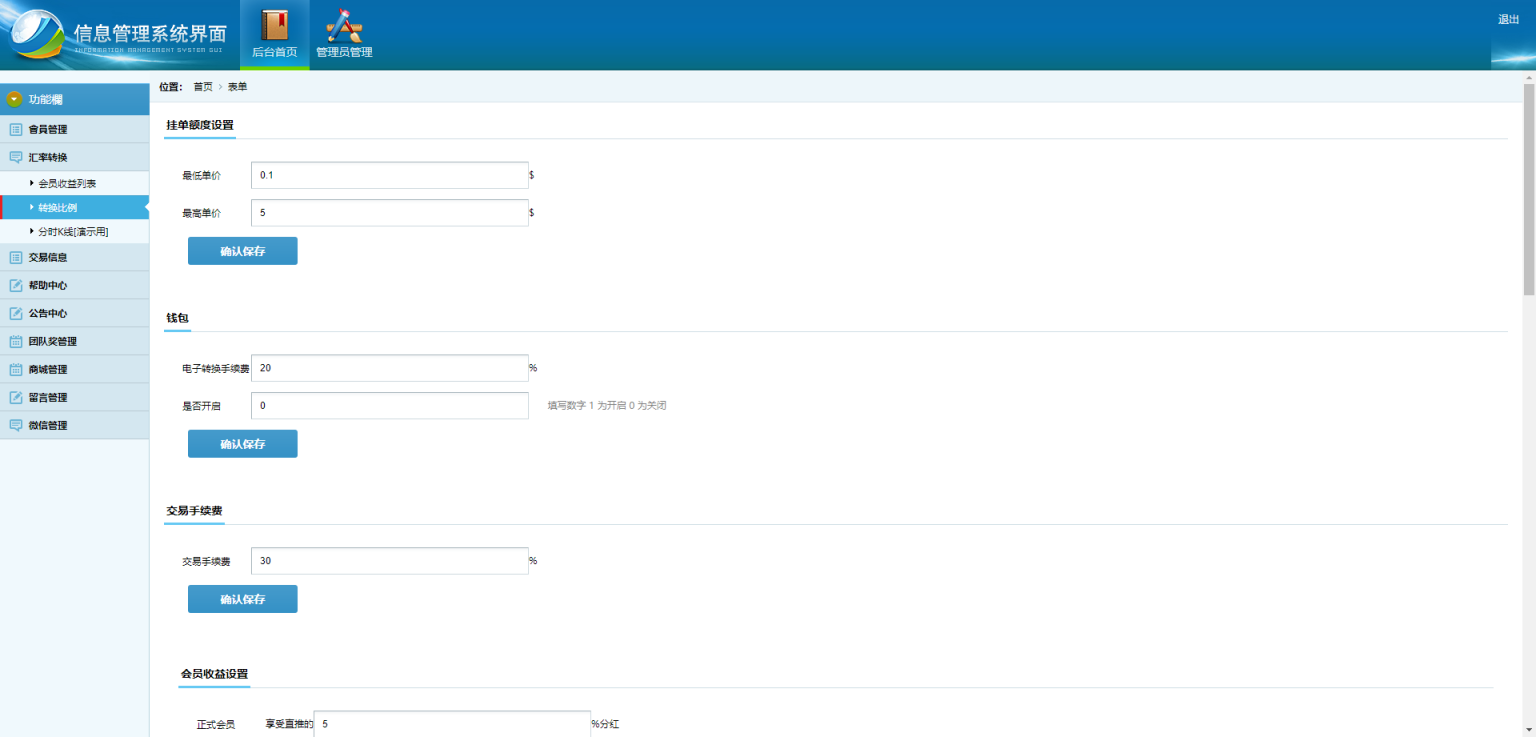 信息管理系统界面
INFORMATION MANAGEMENT SYSTEM GUI
后台首页
管理员管理
退出
功能欄
會員管理
汇率转换
会员收益列表
转换比例
分时K线[演示用]
交易信息
帮助中心
公告中心
团队奖管理
商城管理
留言管理
微信管理
位置： 首页 › 表单
挂单额度设置
最低单价 0.1 $
最高单价 5 $
确认保存
钱包
电子转换手续费 20 %
是否开启 0 填写数字 1 为开启 0 为关闭
确认保存
交易手续费
交易手续费 30 %
确认保存
会员收益设置
正式会员 享受直推的 5 %分红